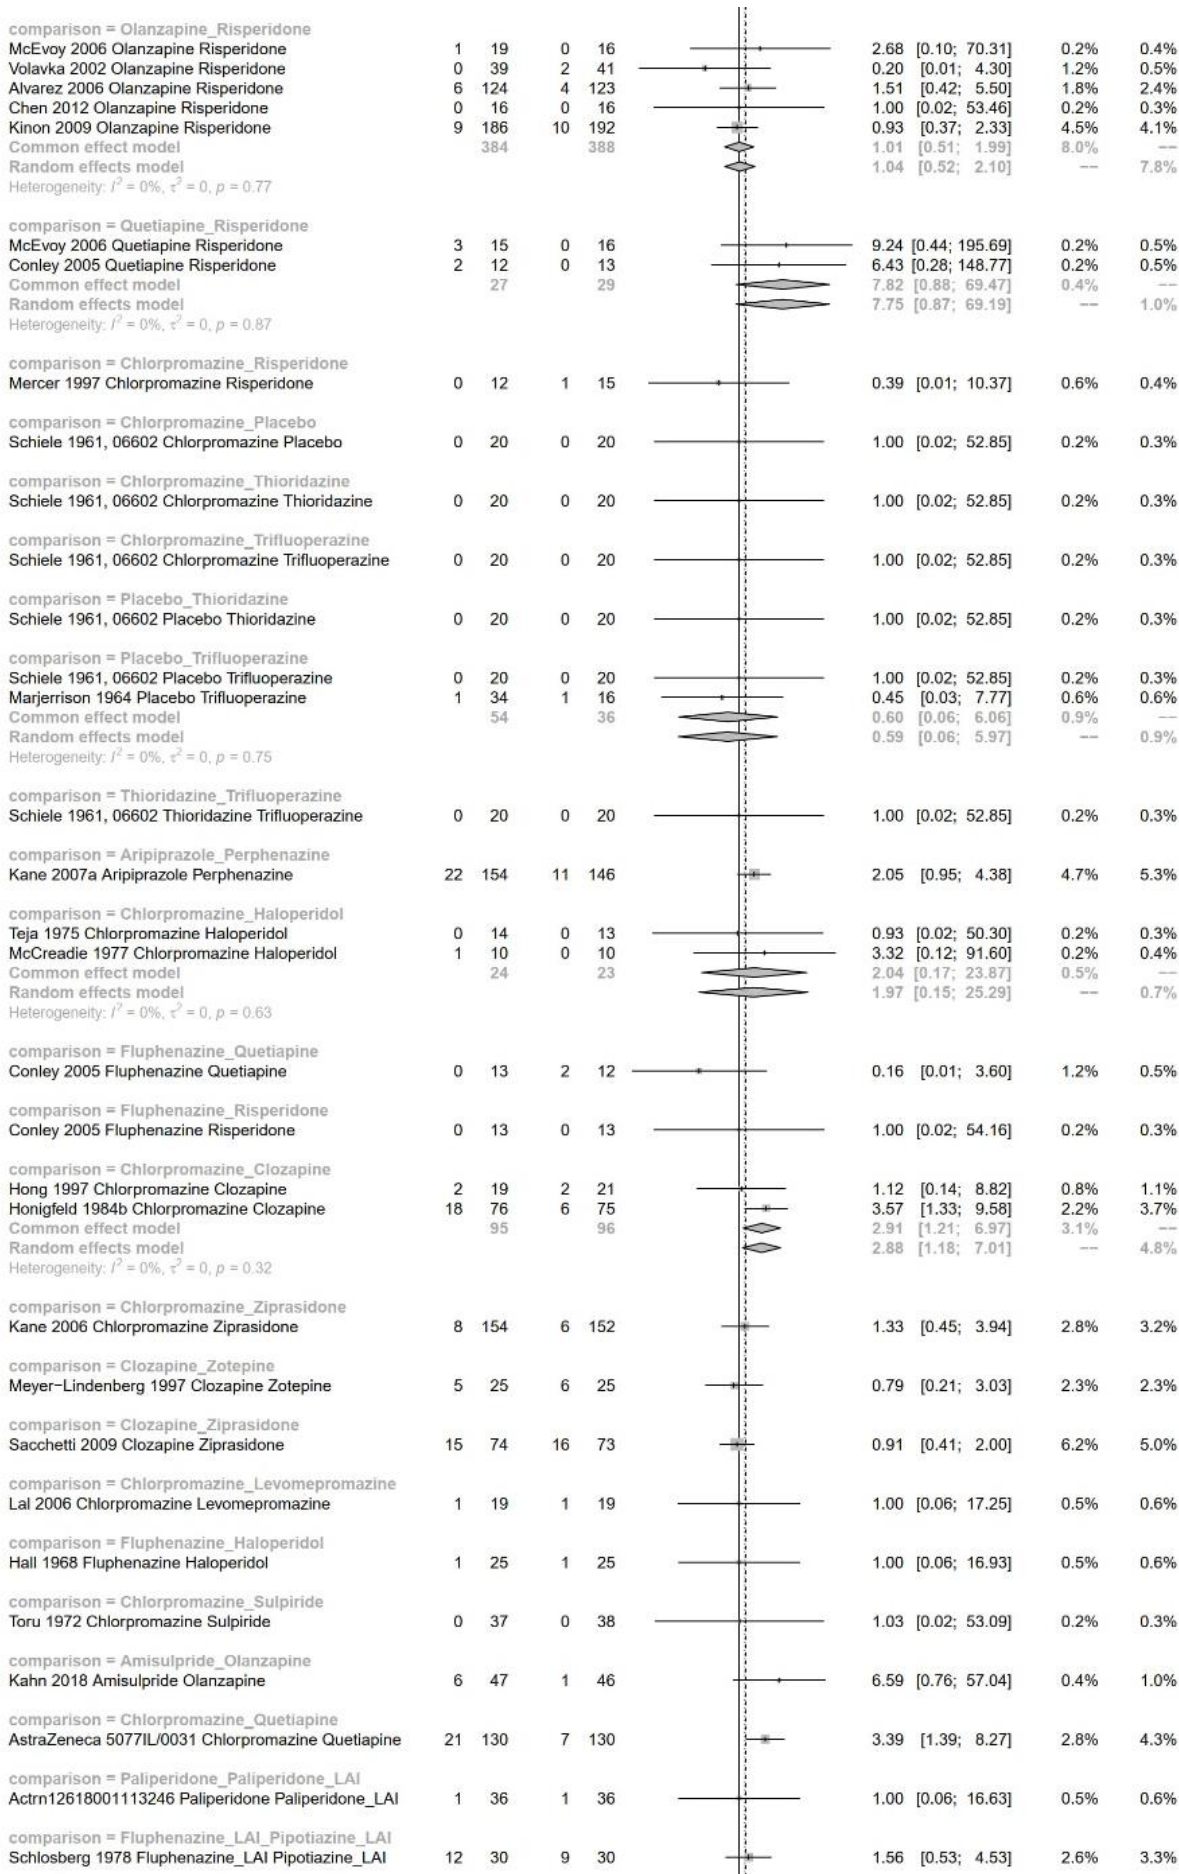 comparison = Olanzapine_Risperidone
McEvoy 2006 Olanzapine Risperidone 1 19 0 16 2.68 [0.10; 70.31] 0.2% 0.4%
Volavka 2002 Olanzapine Risperidone 0 39 2 41 0.20 [0.01; 4.30] 1.2% 0.5%
Alvarez 2006 Olanzapine Risperidone 6 124 4 123 1.51 [0.42; 5.50] 1.8% 2.4%
Chen 2012 Olanzapine Risperidone 0 16 0 16 1.00 [0.02; 53.46] 0.2% 0.3%
Kinon 2009 Olanzapine Risperidone 9 186 10 192 0.93 [0.37; 2.33] 4.5% 4.1%
Common effect model 384 388 1.01 [0.51; 1.99] 8.0% --
Random effects model 1.04 [0.52; 2.10] -- 7.8%
Heterogeneity: I² = 0%, τ² = 0, p = 0.77
comparison = Quetiapine_Risperidone
McEvoy 2006 Quetiapine Risperidone 3 15 0 16 9.24 [0.44; 195.69] 0.2% 0.5%
Conley 2005 Quetiapine Risperidone 2 12 0 13 6.43 [0.28; 148.77] 0.2% 0.5%
Common effect model 27 29 7.82 [0.88; 69.47] 0.4% --
Random effects model 7.75 [0.87; 69.19] -- 1.0%
Heterogeneity: I² = 0%, τ² = 0, p = 0.87
comparison = Chlorpromazine_Risperidone
Mercer 1997 Chlorpromazine Risperidone 0 12 1 15 0.39 [0.01; 10.37] 0.6% 0.4%
comparison = Chlorpromazine_Placebo
Schiele 1961, 06602 Chlorpromazine Placebo 0 20 0 20 1.00 [0.02; 52.85] 0.2% 0.3%
comparison = Chlorpromazine_Thioridazine
Schiele 1961, 06602 Chlorpromazine Thioridazine 0 20 0 20 1.00 [0.02; 52.85] 0.2% 0.3%
comparison = Chlorpromazine_Trifluoperazine
Schiele 1961, 06602 Chlorpromazine Trifluoperazine 0 20 0 20 1.00 [0.02; 52.85] 0.2% 0.3%
comparison = Placebo_Thioridazine
Schiele 1961, 06602 Placebo Thioridazine 0 20 0 20 1.00 [0.02; 52.85] 0.2% 0.3%
comparison = Placebo_Trifluoperazine
Schiele 1961, 06602 Placebo Trifluoperazine 0 20 0 20 1.00 [0.02; 52.85] 0.2% 0.3%
Marjerrison 1964 Placebo Trifluoperazine 1 34 1 16 0.45 [0.03; 7.77] 0.6% 0.6%
Common effect model 54 36 0.60 [0.06; 6.06] 0.9% --
Random effects model 0.59 [0.06; 5.97] -- 0.9%
Heterogeneity: I² = 0%, τ² = 0, p = 0.75
comparison = Thioridazine_Trifluoperazine
Schiele 1961, 06602 Thioridazine Trifluoperazine 0 20 0 20 1.00 [0.02; 52.85] 0.2% 0.3%
comparison = Aripiprazole_Perphenazine
Kane 2007a Aripiprazole Perphenazine 22 154 11 146 2.05 [0.95; 4.38] 4.7% 5.3%
comparison = Chlorpromazine_Haloperidol
Teja 1975 Chlorpromazine Haloperidol 0 14 0 13 0.93 [0.02; 50.30] 0.2% 0.3%
McCreadie 1977 Chlorpromazine Haloperidol 1 10 0 10 3.32 [0.12; 91.60] 0.2% 0.4%
Common effect model 24 23 2.04 [0.17; 23.87] 0.5% --
Random effects model 1.97 [0.15; 25.29] -- 0.7%
Heterogeneity: I² = 0%, τ² = 0, p = 0.63
comparison = Fluphenazine_Quetiapine
Conley 2005 Fluphenazine Quetiapine 0 13 2 12 0.16 [0.01; 3.60] 1.2% 0.5%
comparison = Fluphenazine_Risperidone
Conley 2005 Fluphenazine Risperidone 0 13 0 13 1.00 [0.02; 54.16] 0.2% 0.3%
comparison = Chlorpromazine_Clozapine
Hong 1997 Chlorpromazine Clozapine 2 19 2 21 1.12 [0.14; 8.82] 0.8% 1.1%
Honigfeld 1984b Chlorpromazine Clozapine 18 76 6 75 3.57 [1.33; 9.58] 2.2% 3.7%
Common effect model 95 96 2.91 [1.21; 6.97] 3.1% --
Random effects model 2.88 [1.18; 7.01] -- 4.8%
Heterogeneity: I² = 0%, τ² = 0, p = 0.32
comparison = Chlorpromazine_Ziprasidone
Kane 2006 Chlorpromazine Ziprasidone 8 154 6 152 1.33 [0.45; 3.94] 2.8% 3.2%
comparison = Clozapine_Zotepine
Meyer−Lindenberg 1997 Clozapine Zotepine 5 25 6 25 0.79 [0.21; 3.03] 2.3% 2.3%
comparison = Clozapine_Ziprasidone
Sacchetti 2009 Clozapine Ziprasidone 15 74 16 73 0.91 [0.41; 2.00] 6.2% 5.0%
comparison = Chlorpromazine_Levomepromazine
Lal 2006 Chlorpromazine Levomepromazine 1 19 1 19 1.00 [0.06; 17.25] 0.5% 0.6%
comparison = Fluphenazine_Haloperidol
Hall 1968 Fluphenazine Haloperidol 1 25 1 25 1.00 [0.06; 16.93] 0.5% 0.6%
comparison = Chlorpromazine_Sulpiride
Toru 1972 Chlorpromazine Sulpiride 0 37 0 38 1.03 [0.02; 53.09] 0.2% 0.3%
comparison = Amisulpride_Olanzapine
Kahn 2018 Amisulpride Olanzapine 6 47 1 46 6.59 [0.76; 57.04] 0.4% 1.0%
comparison = Chlorpromazine_Quetiapine
AstraZeneca 5077IL/0031 Chlorpromazine Quetiapine 21 130 7 130 3.39 [1.39; 8.27] 2.8% 4.3%
comparison = Paliperidone_Paliperidone_LAI
Actrn12618001113246 Paliperidone Paliperidone_LAI 1 36 1 36 1.00 [0.06; 16.63] 0.5% 0.6%
comparison = Fluphenazine_LAI_Pipotiazine_LAI
Schlosberg 1978 Fluphenazine_LAI Pipotiazine_LAI 12 30 9 30 1.56 [0.53; 4.53] 2.6% 3.3%